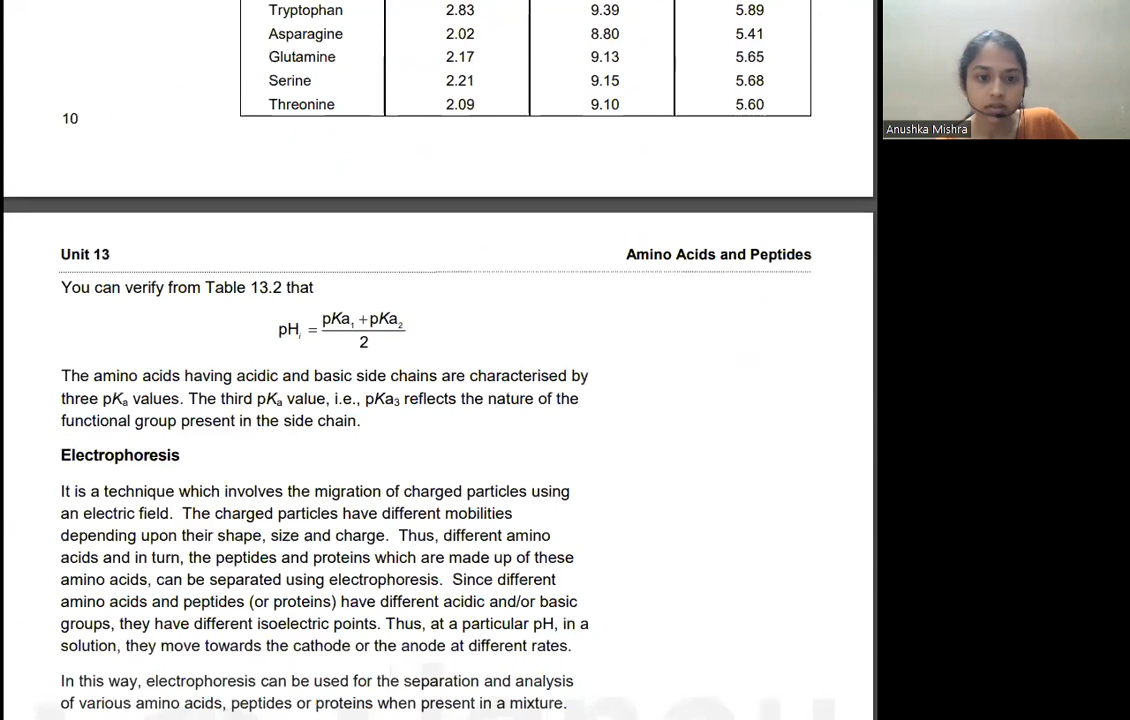 Tryptophan 2.83 9.39 5.89
Asparagine 2.02 8.80 5.41
Glutamine 2.17 9.13 5.65
Serine 2.21 9.15 5.68
Threonine 2.09 9.10 5.60
10
Anushka Mishra
Unit 13 Amino Acids and Peptides
You can verify from Table 13.2 that
pHᵢ = pKa₁ + pKa₂ / 2
The amino acids having acidic and basic side chains are characterised by
three pKₐ values. The third pKₐ value, i.e., pKa₃ reflects the nature of the
functional group present in the side chain.
Electrophoresis
It is a technique which involves the migration of charged particles using
an electric field. The charged particles have different mobilities
depending upon their shape, size and charge. Thus, different amino
acids and in turn, the peptides and proteins which are made up of these
amino acids, can be separated using electrophoresis. Since different
amino acids and peptides (or proteins) have different acidic and/or basic
groups, they have different isoelectric points. Thus, at a particular pH, in a
solution, they move towards the cathode or the anode at different rates.
In this way, electrophoresis can be used for the separation and analysis
of various amino acids, peptides or proteins when present in a mixture.